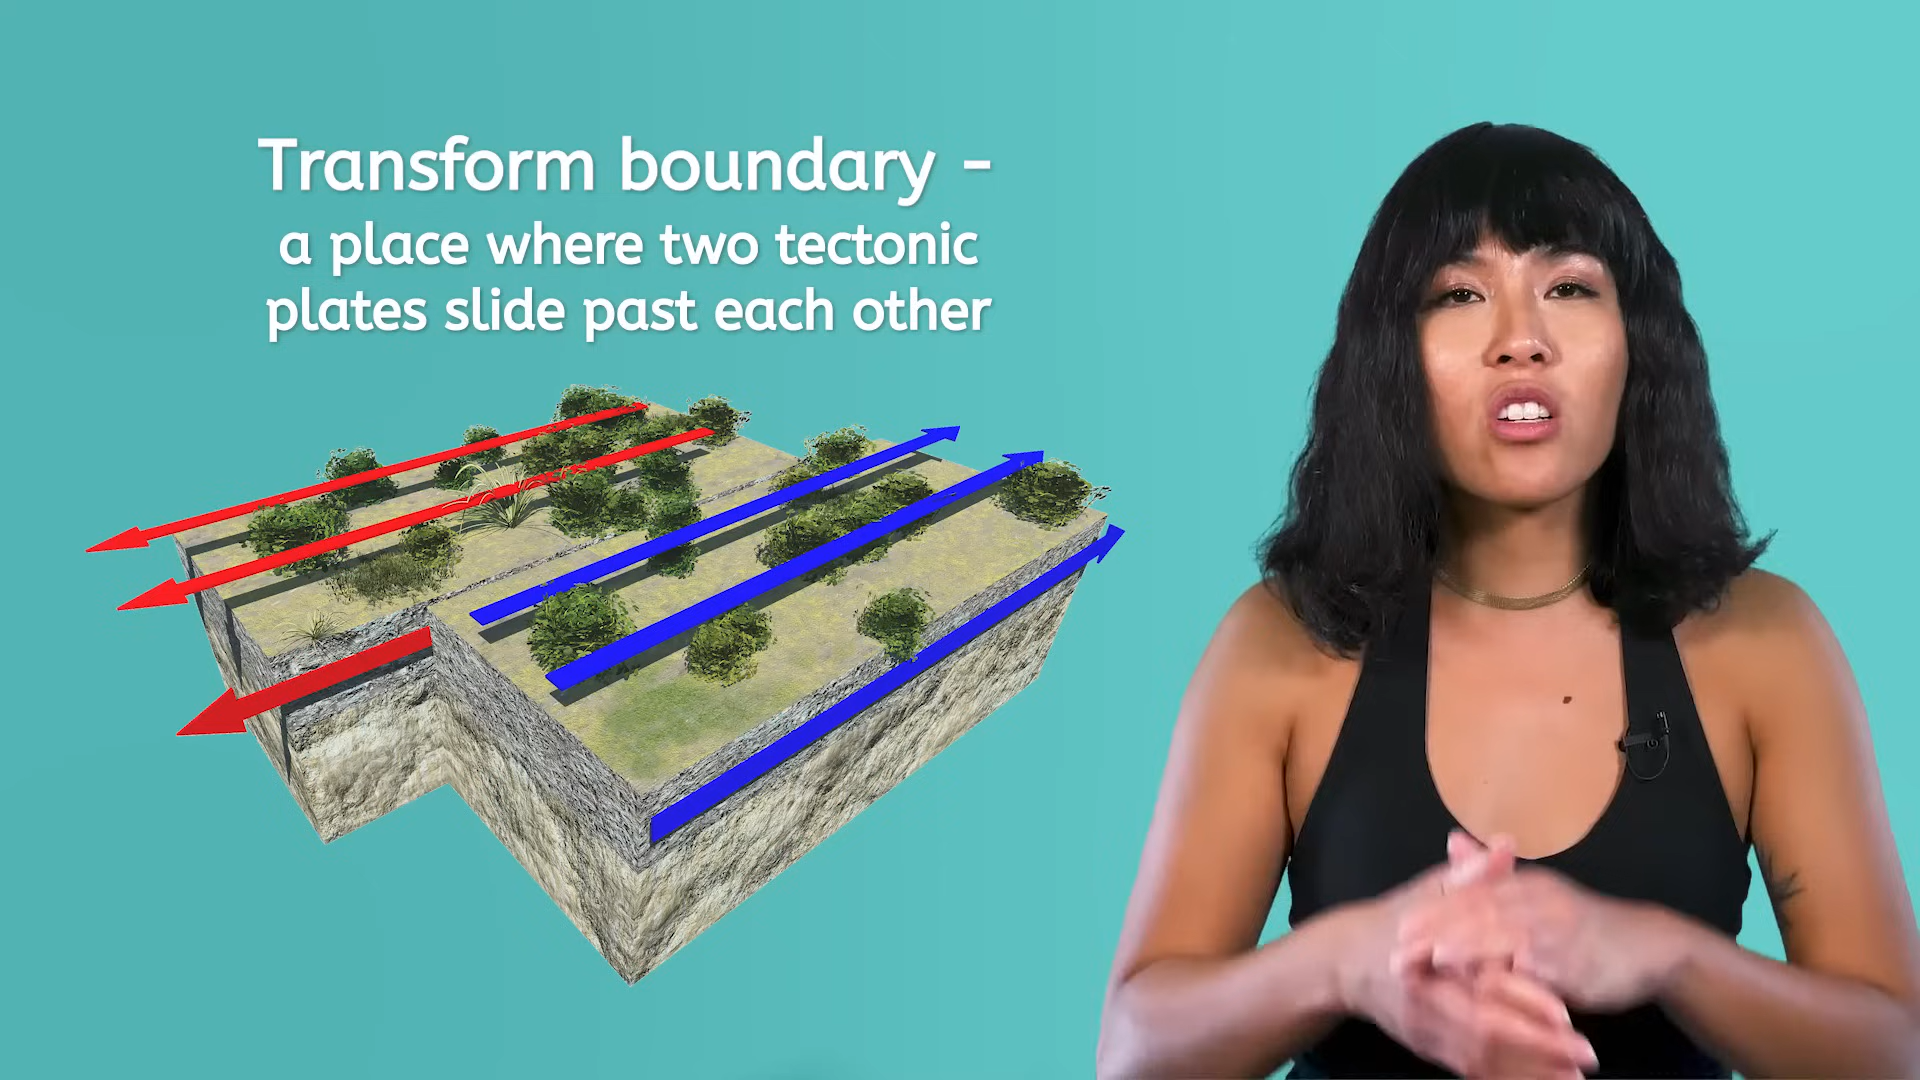 Transform boundary -
a place where two tectonic
plates slide past each other